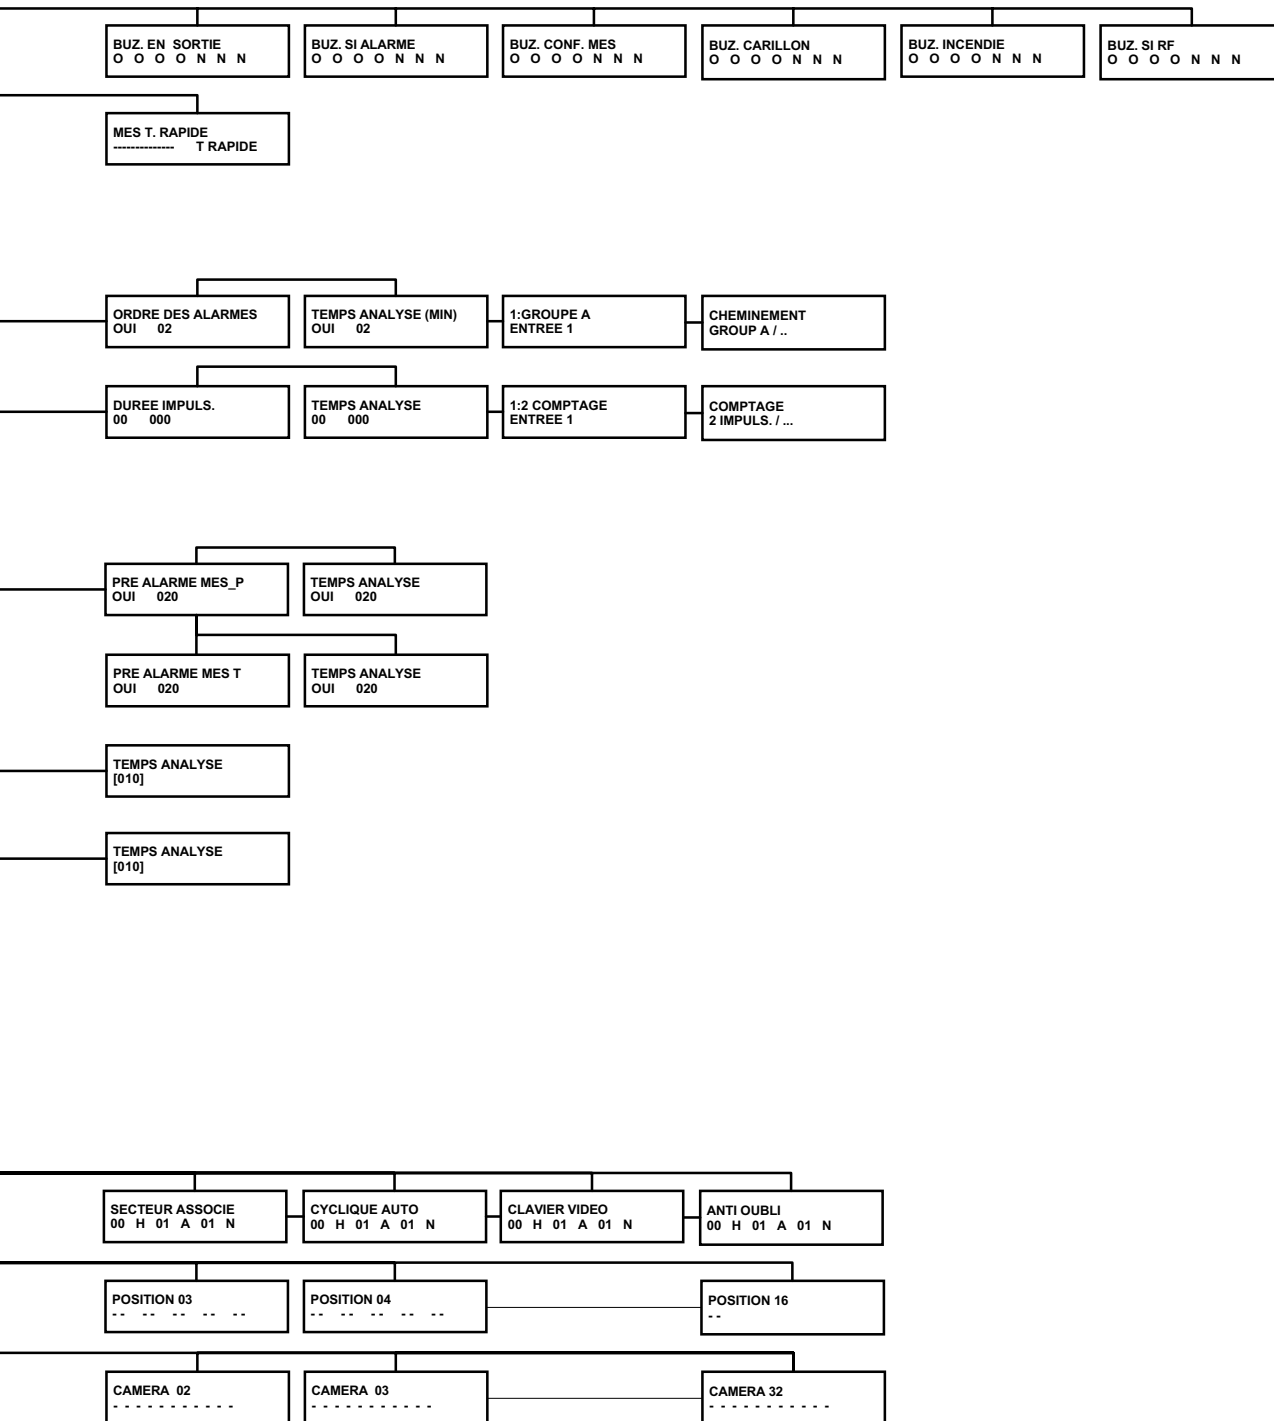 BUZ. EN SORTIE
O O O O N N N
BUZ. SI ALARME
O O O O N N N
BUZ. CONF. MES
O O O O N N N
BUZ. CARILLON
O O O O N N N
BUZ. INCENDIE
O O O O N N N
BUZ. SI RF
O O O O N N N
MES T. RAPIDE
-------------- T RAPIDE
ORDRE DES ALARMES
OUI 02
TEMPS ANALYSE (MIN)
OUI 02
1:GROUPE A
ENTREE 1
CHEMINEMENT
GROUP A / ..
DUREE IMPULS.
00 000
TEMPS ANALYSE
00 000
1:2 COMPTAGE
ENTREE 1
COMPTAGE
2 IMPULS. / ...
PRE ALARME MES_P
OUI 020
TEMPS ANALYSE
OUI 020
PRE ALARME MES T
OUI 020
TEMPS ANALYSE
OUI 020
TEMPS ANALYSE
[010]
TEMPS ANALYSE
[010]
SECTEUR ASSOCIE
00 H 01 A 01 N
CYCLIQUE AUTO
00 H 01 A 01 N
CLAVIER VIDEO
00 H 01 A 01 N
ANTI OUBLI
00 H 01 A 01 N
POSITION 03
- - - - - - - - - -
POSITION 04
- - - - - - - - - -
POSITION 16
- -
CAMERA 02
- - - - - - - - - - -
CAMERA 03
- - - - - - - - - - -
CAMERA 32
- - - - - - - - - - -